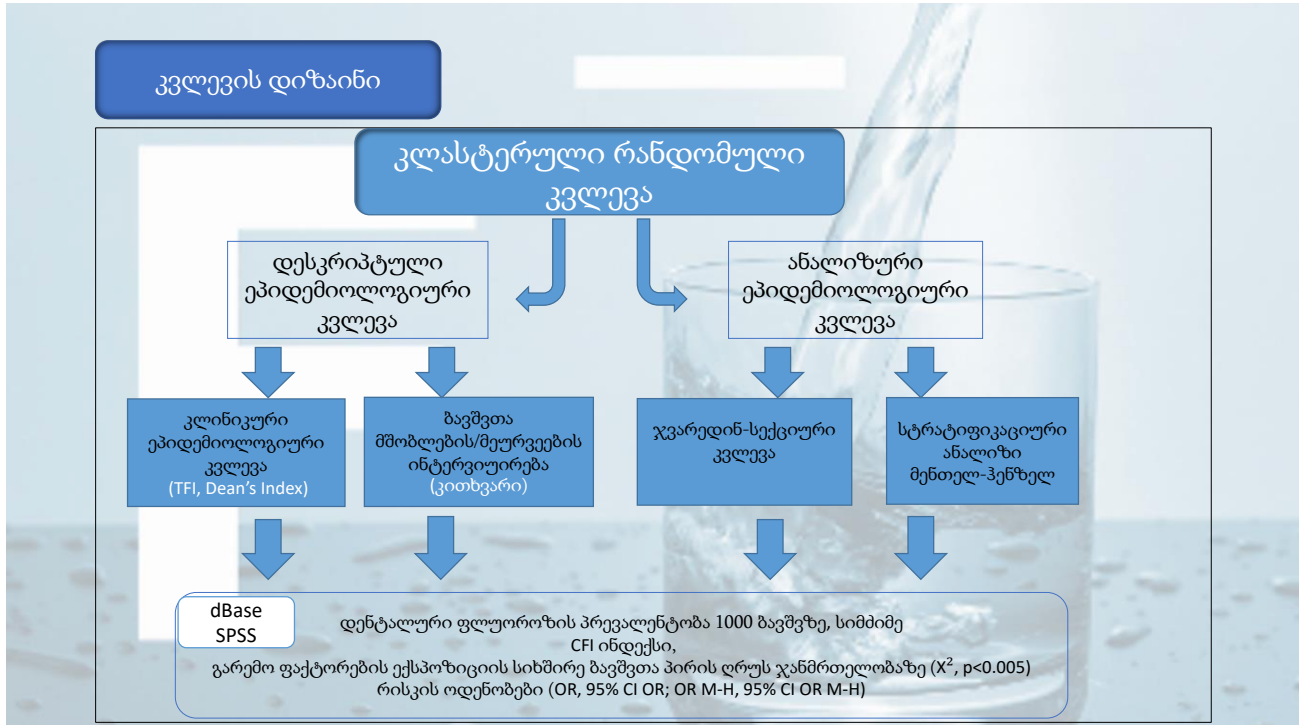 კვლევის დიზაინი
კლასტერული რანდომული
კვლევა
დესკრიპტული
ეპიდემიოლოგიური
კვლევა
ანალიზური
ეპიდემიოლოგიური
კვლევა
კლინიკური
ეპიდემიოლოგიური
კვლევა
(TFI, Dean’s Index)
ბავშვთა
მშობლების/მეურვეების
ინტერვიუირება
(კითხვარი)
ჯვარედინ-სექციური
კვლევა
სტრატიფიკაციური
ანალიზი
მენთელ-ჰენზელ
dBase
SPSS
დენტალური ფლუოროზის პრევალენტობა 1000 ბავშვზე, სიმძიმე
CFI ინდექსი,
გარემო ფაქტორების ექსპოზიციის სიხშირე ბავშვთა პირის ღრუს ჯანმრთელობაზე (X², p<0.005)
რისკის ოდენობები (OR, 95% CI OR; OR M-H, 95% CI OR M-H)